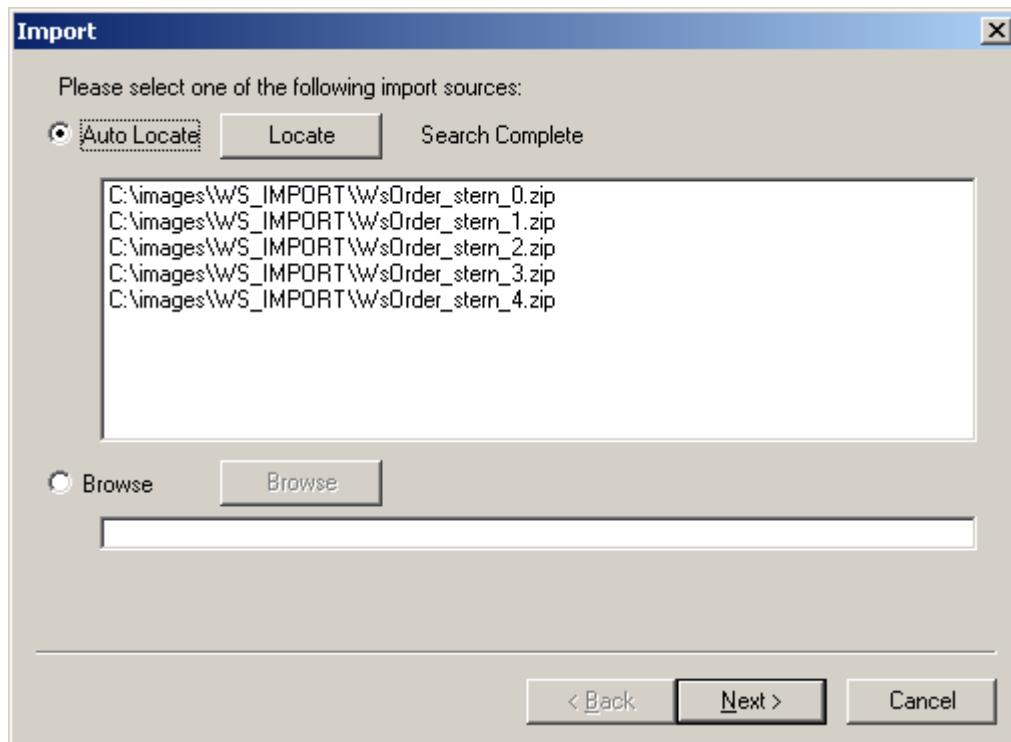 Import
Please select one of the following import sources:
Auto Locate Locate Search Complete
C:\images\WS_IMPORT\WsOrder_stern_0.zip
C:\images\WS_IMPORT\WsOrder_stern_1.zip
C:\images\WS_IMPORT\WsOrder_stern_2.zip
C:\images\WS_IMPORT\WsOrder_stern_3.zip
C:\images\WS_IMPORT\WsOrder_stern_4.zip
Browse Browse
< Back Next > Cancel